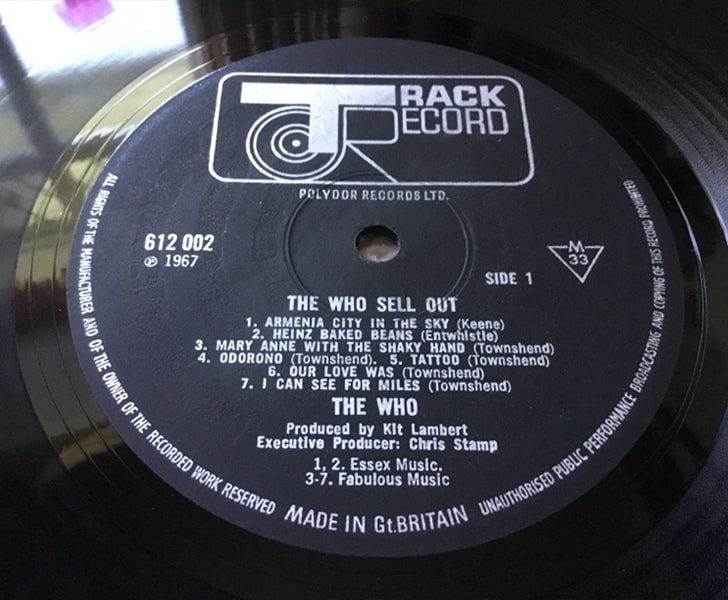 TRACK
RECORD
POLYDOR RECORDS LTD.
612 002
℗ 1967
SIDE 1
M
33
THE WHO SELL OUT
1. ARMENIA CITY IN THE SKY (Keene)
2. HEINZ BAKED BEANS (Entwhistle)
3. MARY ANNE WITH THE SHAKY HAND (Townshend)
4. ODORONO (Townshend). 5. TATTOO (Townshend)
6. OUR LOVE WAS (Townshend)
7. I CAN SEE FOR MILES (Townshend)
THE WHO
Produced by Kit Lambert
Executive Producer: Chris Stamp
1, 2. Essex Music.
3-7. Fabulous Music
ALL RIGHTS OF THE MANUFACTURER AND OF THE OWNER OF THE RECORDED WORK RESERVED
MADE IN Gt.BRITAIN
UNAUTHORISED PUBLIC PERFORMANCE BROADCASTING AND COPYING OF THIS RECORD PROHIBITED